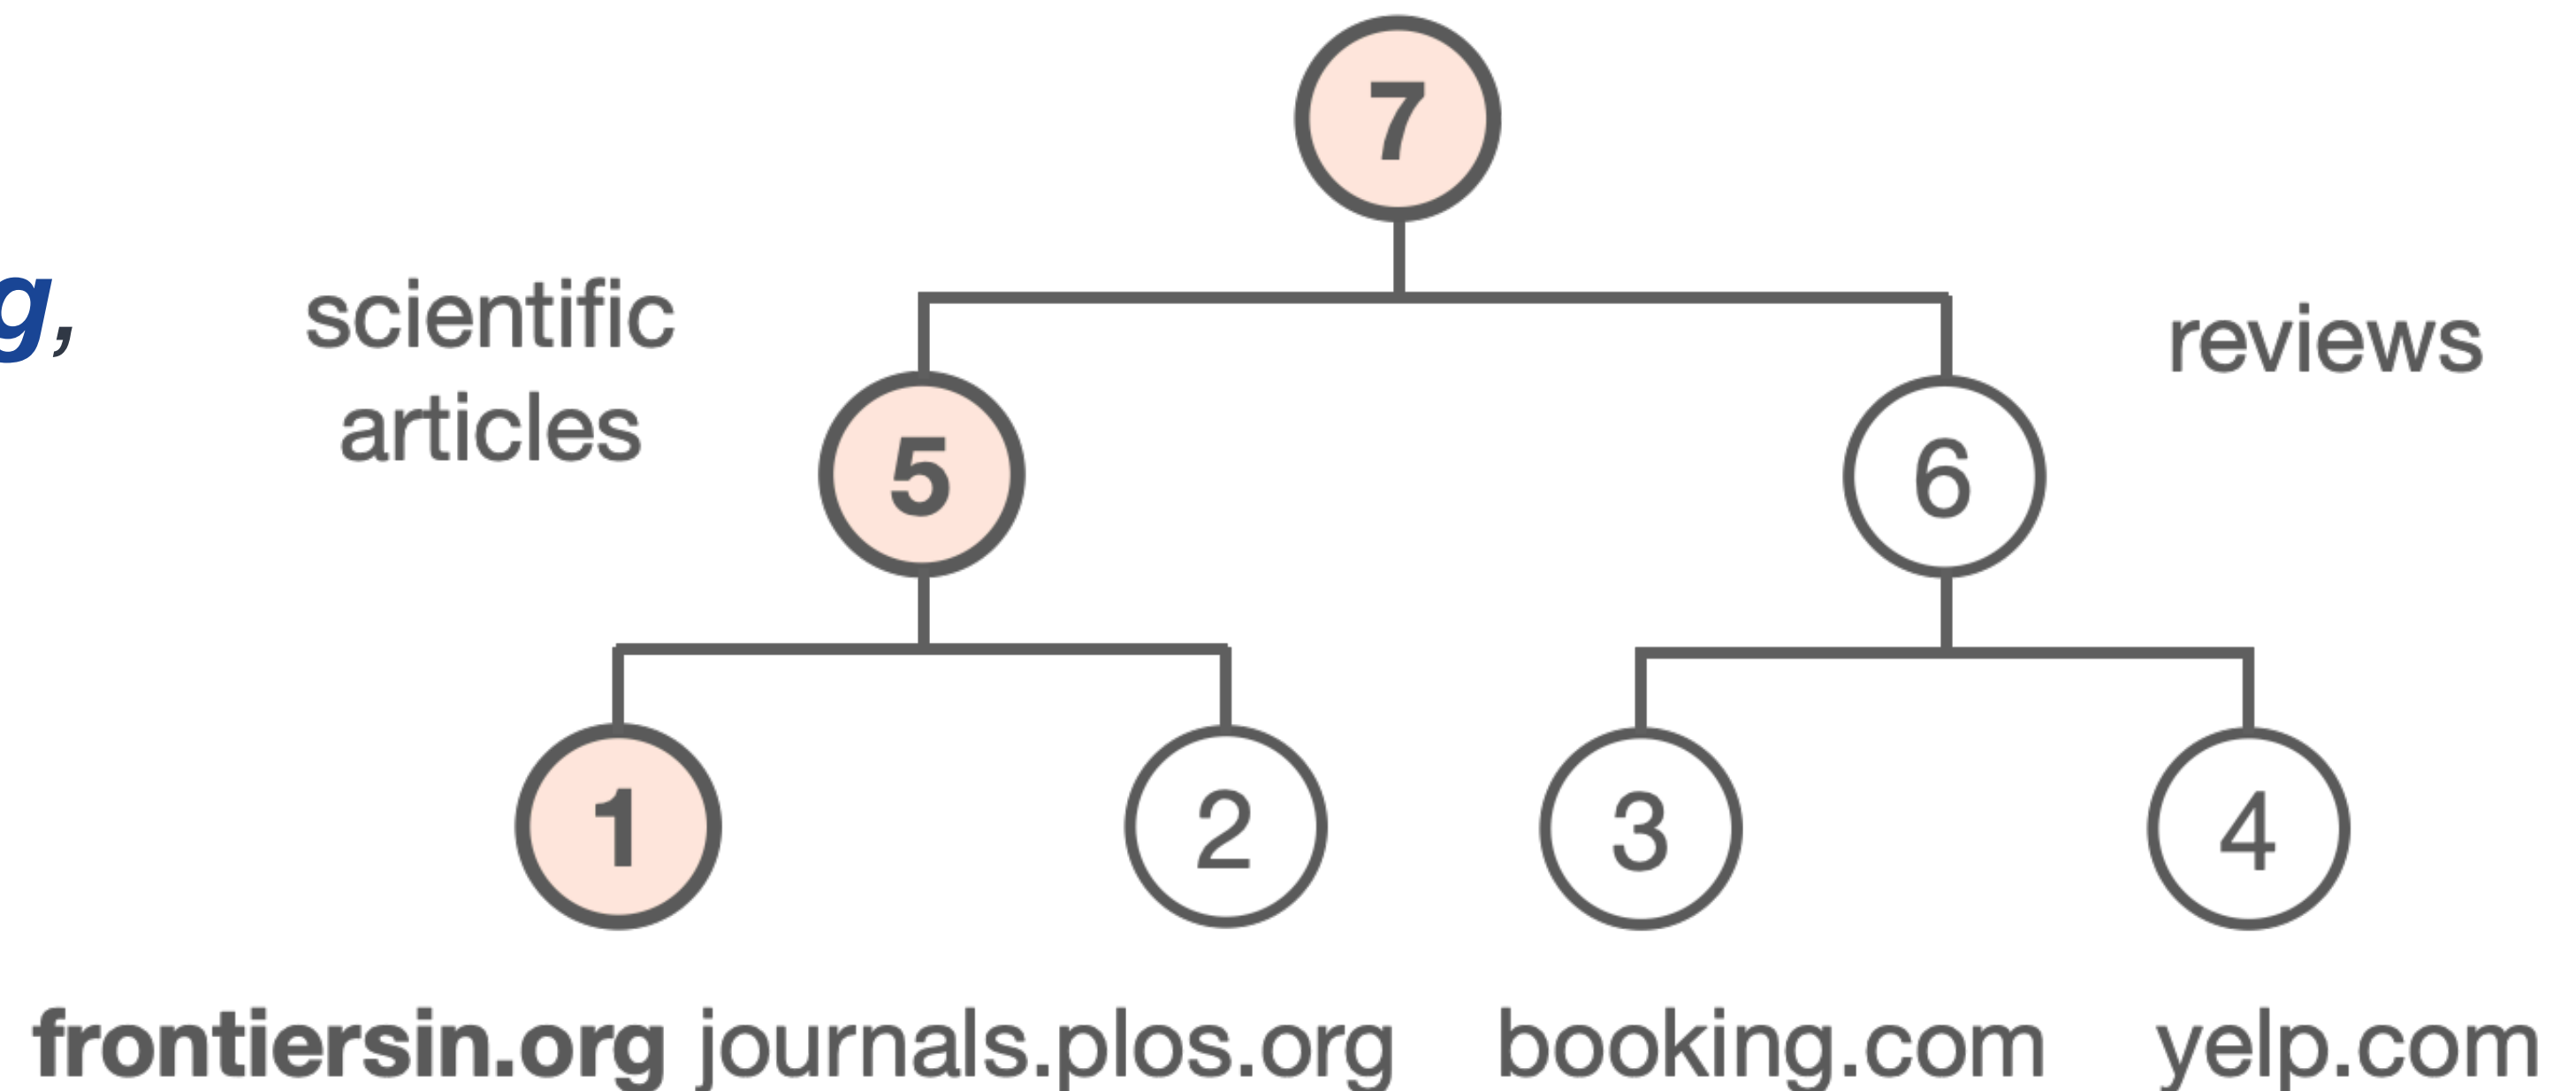 7
g,
scientific
articles
reviews
5
6
1
2
3
4
frontiersin.org journals.plos.org booking.com yelp.com